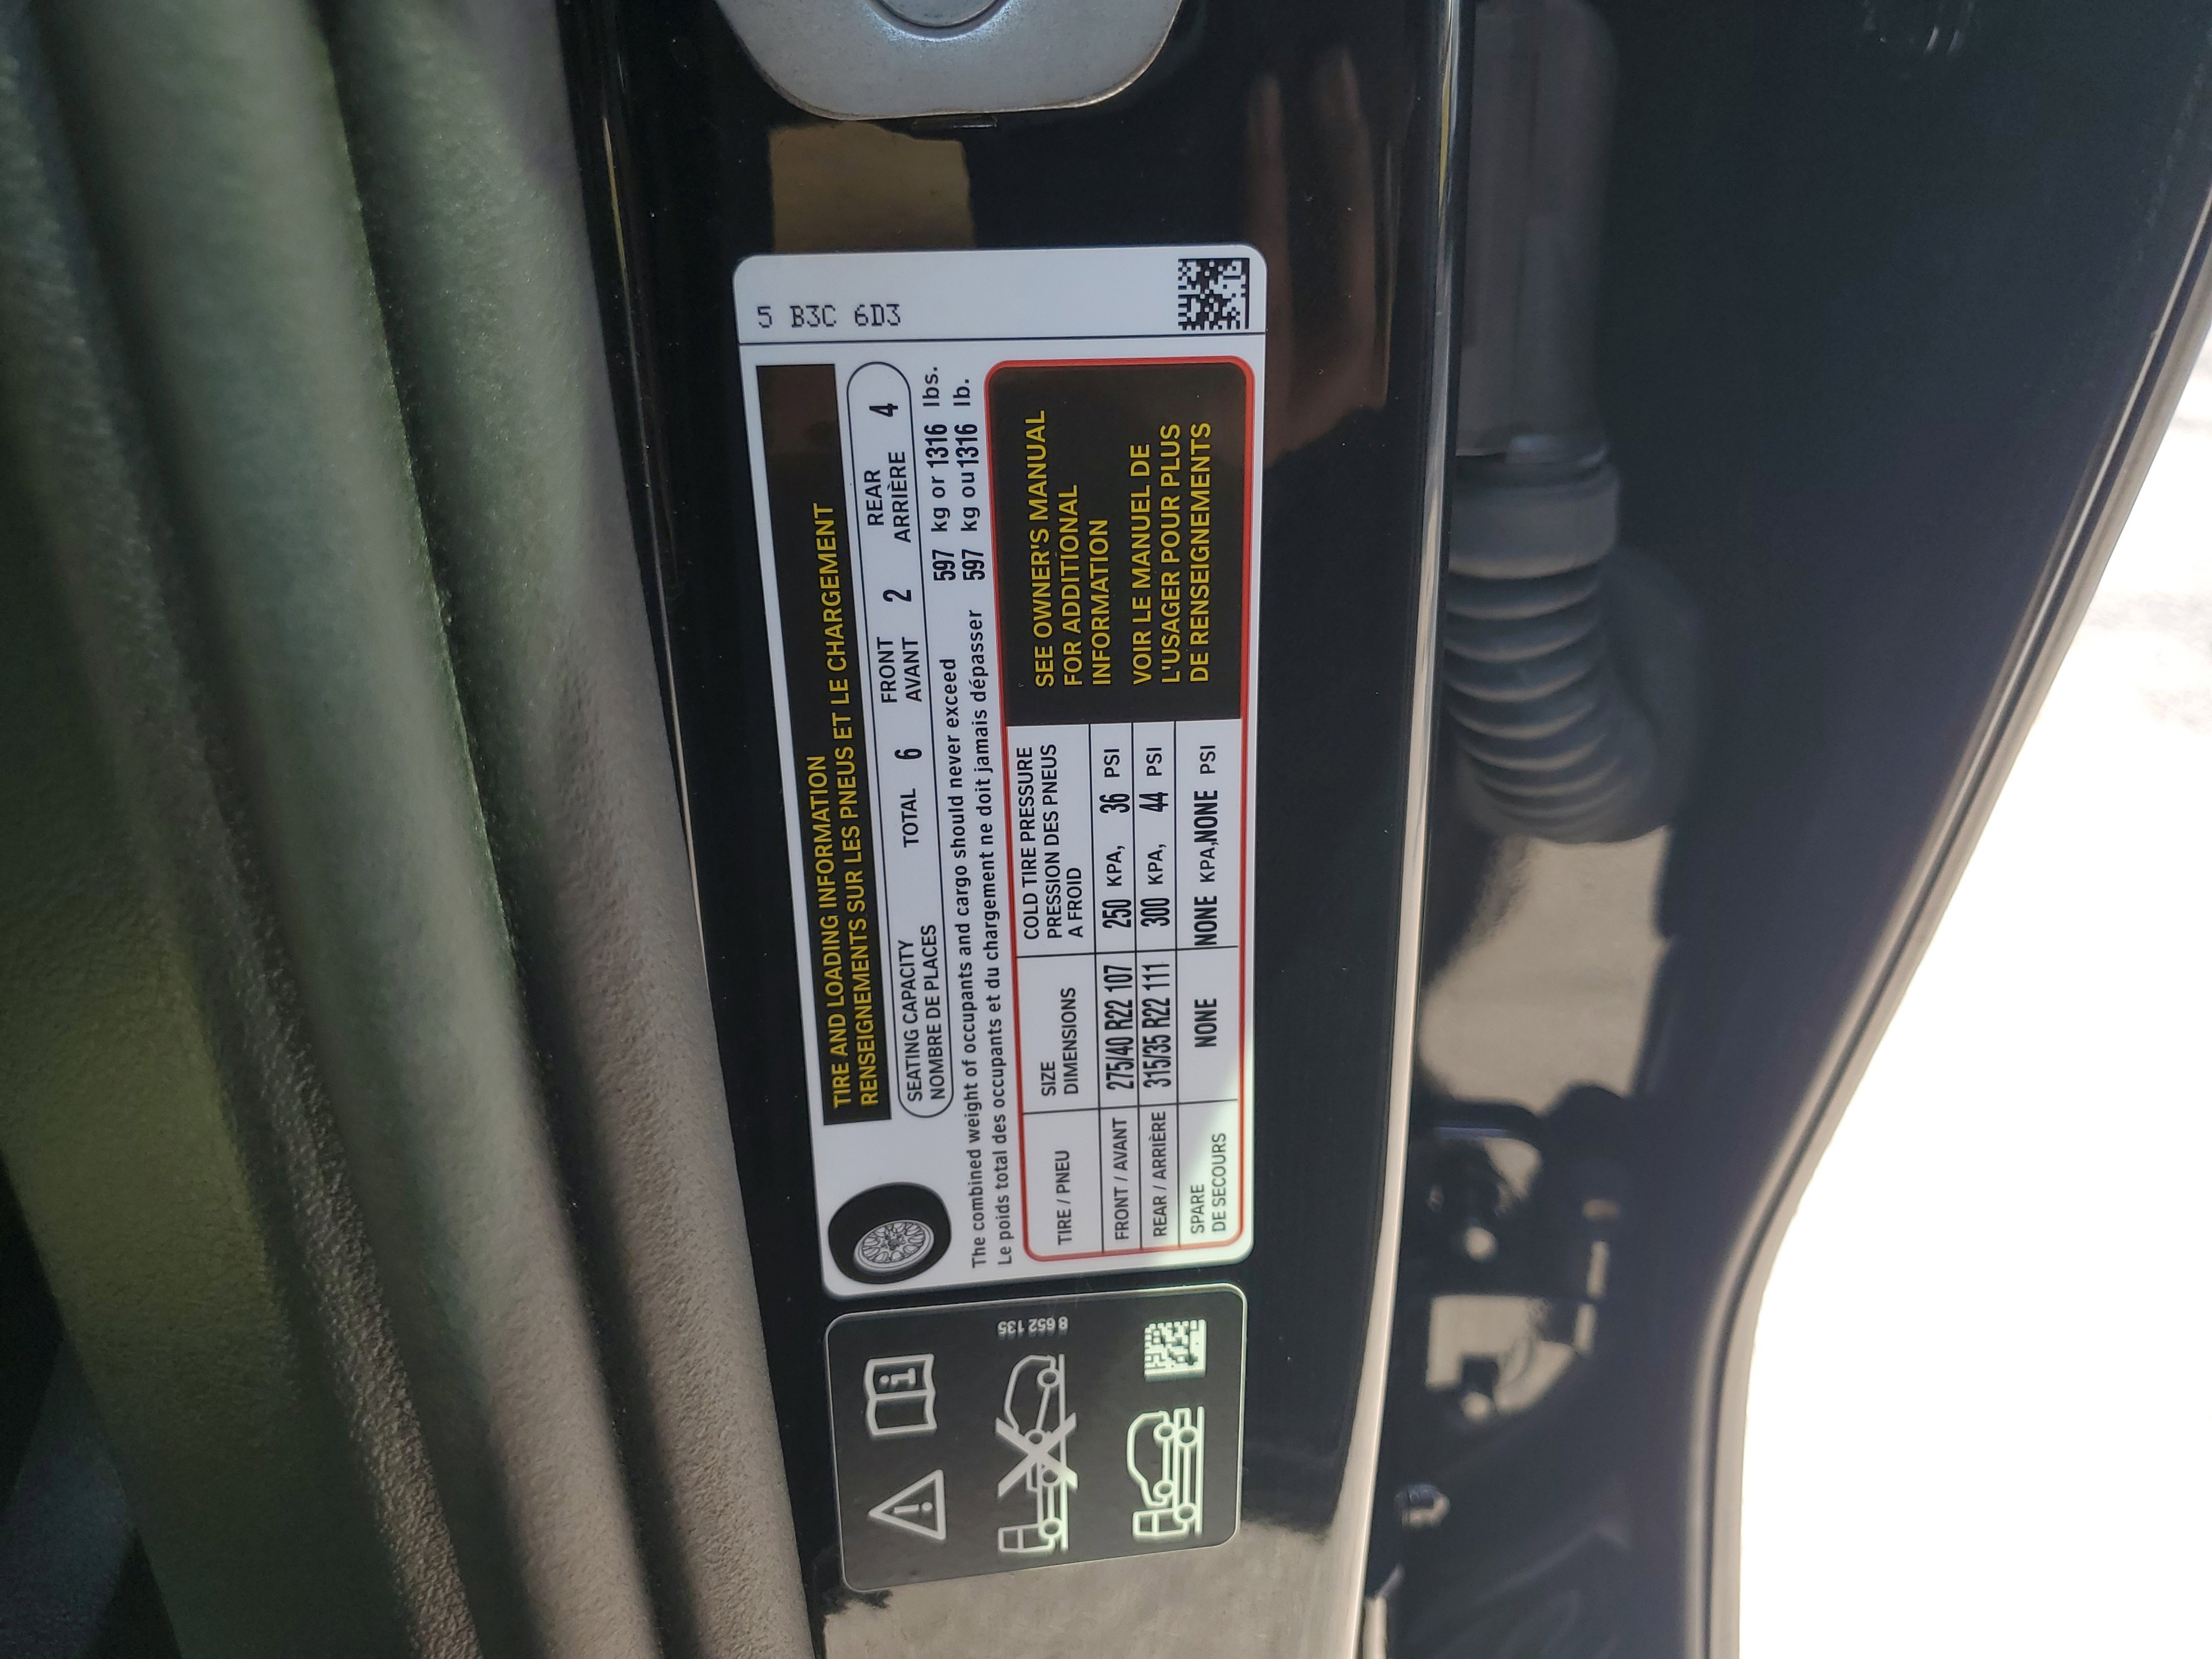 TIRE AND LOADING INFORMATION
RENSEIGNEMENTS SUR LES PNEUS ET LE CHARGEMENT
5 B3C 6D3
SEATING CAPACITY TOTAL 6 FRONT 2 REAR 4
NOMBRE DE PLACES AVANT ARRIÈRE
The combined weight of occupants and cargo should never exceed 597 kg or 1316 lbs.
Le poids total des occupants et du chargement ne doit jamais dépasser 597 kg ou 1316 lb.
TIRE / PNEU
SIZE
DIMENSIONS
COLD TIRE PRESSURE
PRESSION DES PNEUS
A FROID
FRONT / AVANT 275/40 R22 107 250 KPA, 36 PSI
REAR / ARRIÈRE 315/35 R22 111 300 KPA, 44 PSI
SPARE
DE SECOURS NONE NONE KPA, NONE PSI
SEE OWNER'S MANUAL
FOR ADDITIONAL
INFORMATION
VOIR LE MANUEL DE
L'USAGER POUR PLUS
DE RENSEIGNEMENTS
8 652 135